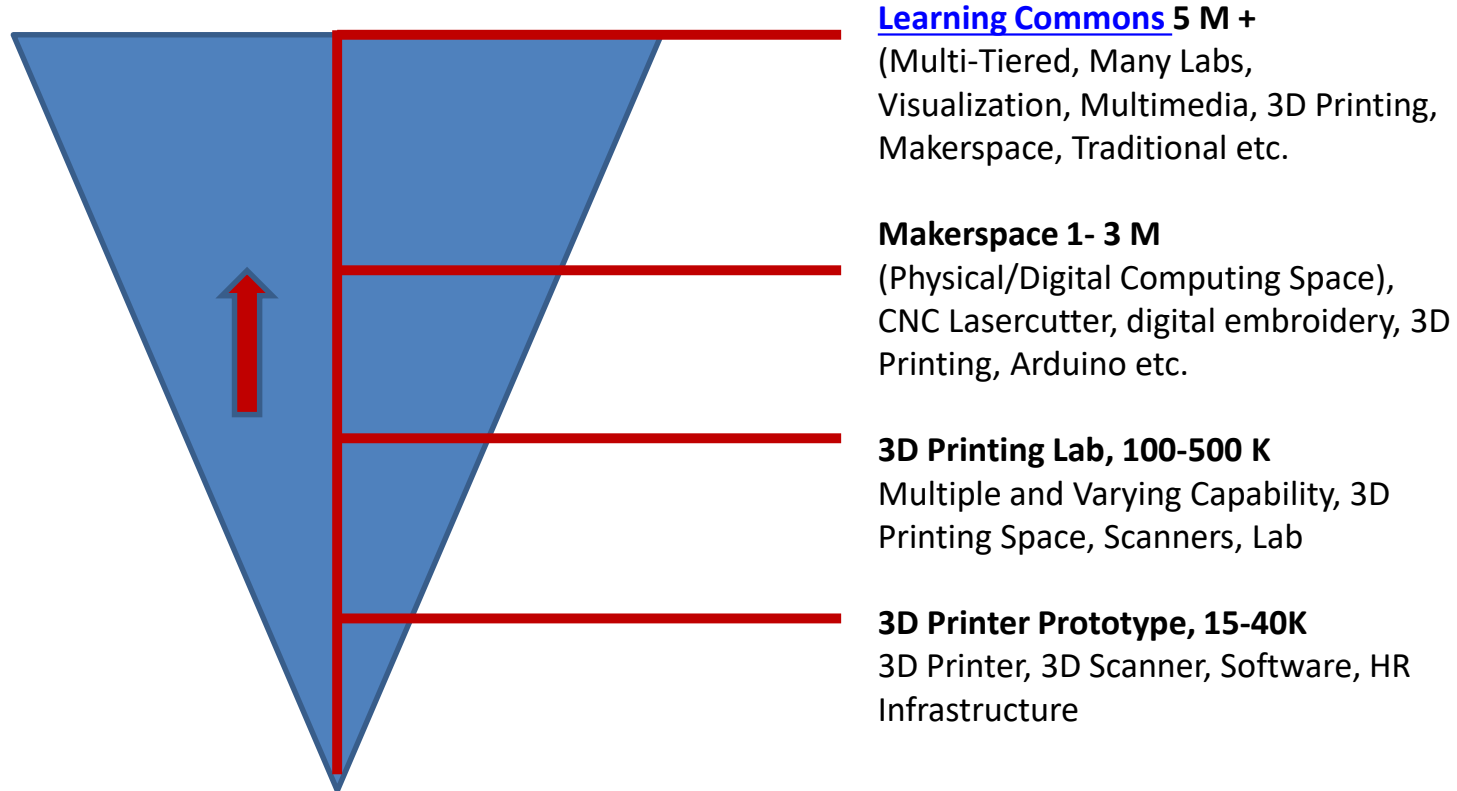 Learning Commons 5 M +
(Multi-Tiered, Many Labs,
Visualization, Multimedia, 3D Printing,
Makerspace, Traditional etc.
Makerspace 1- 3 M
(Physical/Digital Computing Space),
CNC Lasercutter, digital embroidery, 3D
Printing, Arduino etc.
3D Printing Lab, 100-500 K
Multiple and Varying Capability, 3D
Printing Space, Scanners, Lab
3D Printer Prototype, 15-40K
3D Printer, 3D Scanner, Software, HR
Infrastructure